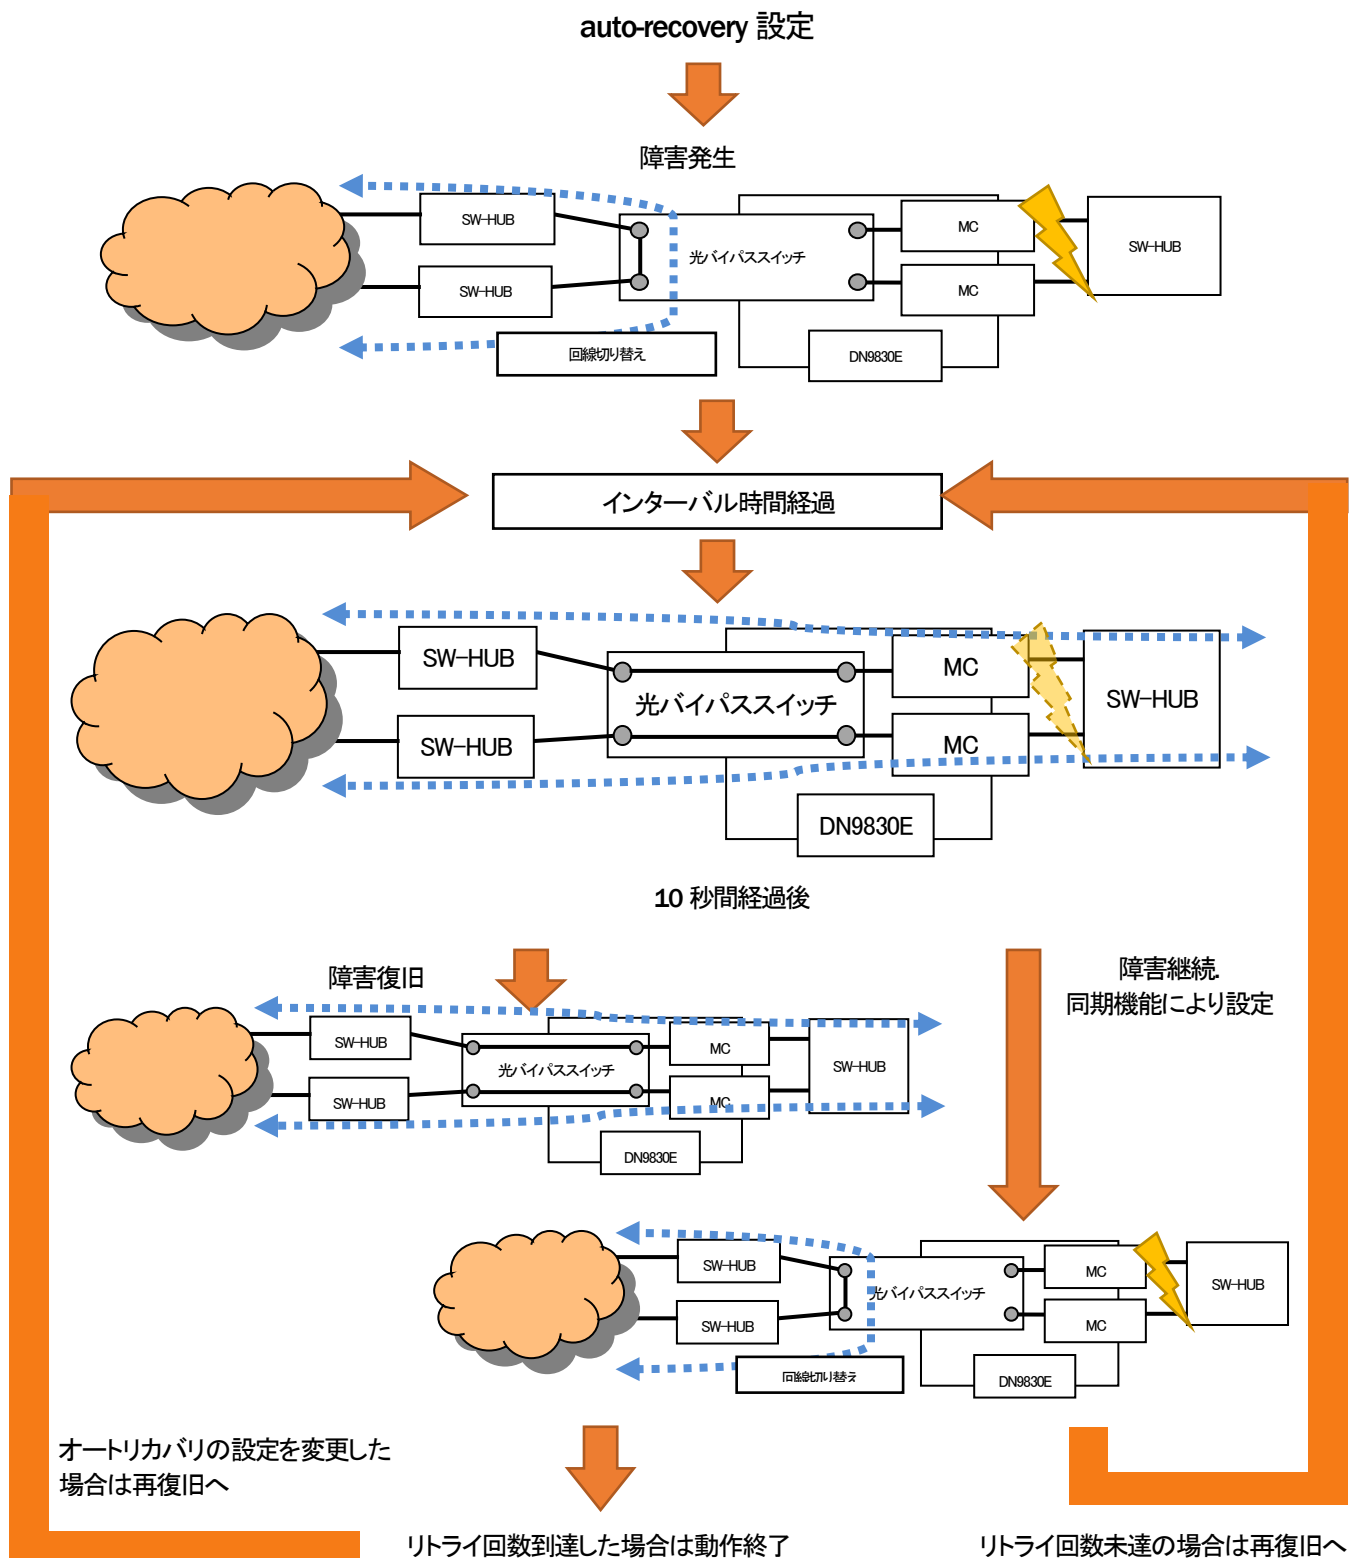 auto-recovery 設定
障害発生
SW-HUB
MC
SW-HUB
光バイパススイッチ
SW-HUB
MC
回線切り替え
DN9830E
インターバル時間経過
SW-HUB
MC
SW-HUB
光バイパススイッチ
SW-HUB
MC
DN9830E
10 秒間経過後
障害復旧
障害継続.
同期機能により設定
SW-HUB
MC
SW-HUB
光バイパススイッチ
SW-HUB
MC
DN9830E
SW-HUB
MC
SW-HUB
光バイパススイッチ
SW-HUB
MC
回線切り替え
DN9830E
オートリカバリの設定を変更した
場合は再復旧へ
リトライ回数到達した場合は動作終了
リトライ回数未達の場合は再復旧へ